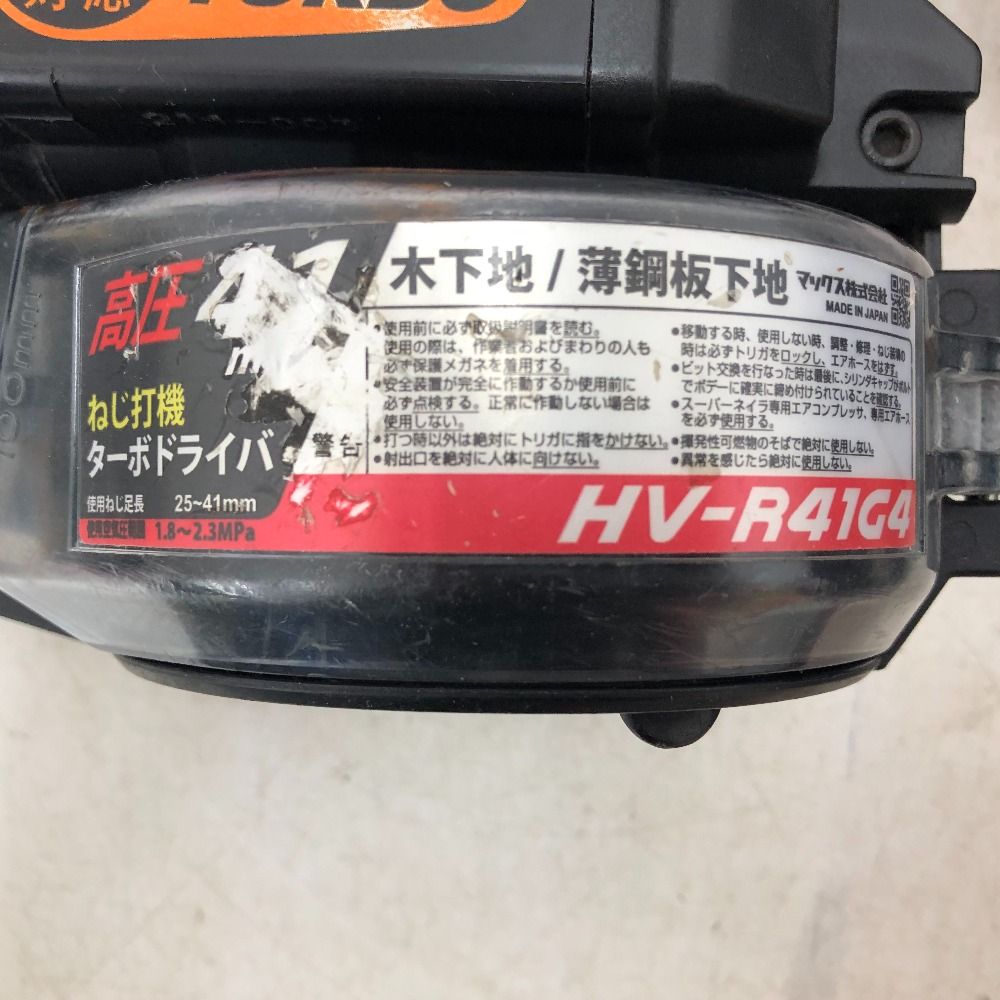 対応 TURBO
高圧 41
ねじ打機
ターボドライバ
使用ねじ足長 25~41mm
使用空気圧範囲 1.8~2.3MPa
警告
木下地/薄鋼板下地
マックス株式会社
MADE IN JAPAN
•使用前に必ず取扱説明書を読む。
使用の際は、作業者およびまわりの人も
必ず保護メガネを着用する。
•安全装置が完全に作動するか使用前に
必ず点検する。正常に作動しない場合は
使用しない。
•打つ時以外は絶対にトリガに指をかけない。
•射出口を絶対に人体に向けない。
•移動する時、使用しない時、調整・修理・ねじ装填の
時は必ずトリガをロックし、エアホースをはずす。
•ビット交換を行なった時は最後に、シリンダキャップがボルト
でボデーに確実に締め付けられていることを確認する。
•スーパーネイラ専用エアコンプレッサ、専用エアホース
を必ず使用する。
•揮発性可燃物のそばで絶対に使用しない。
•異常を感じたら絶対に使用しない。
HV-R41G4